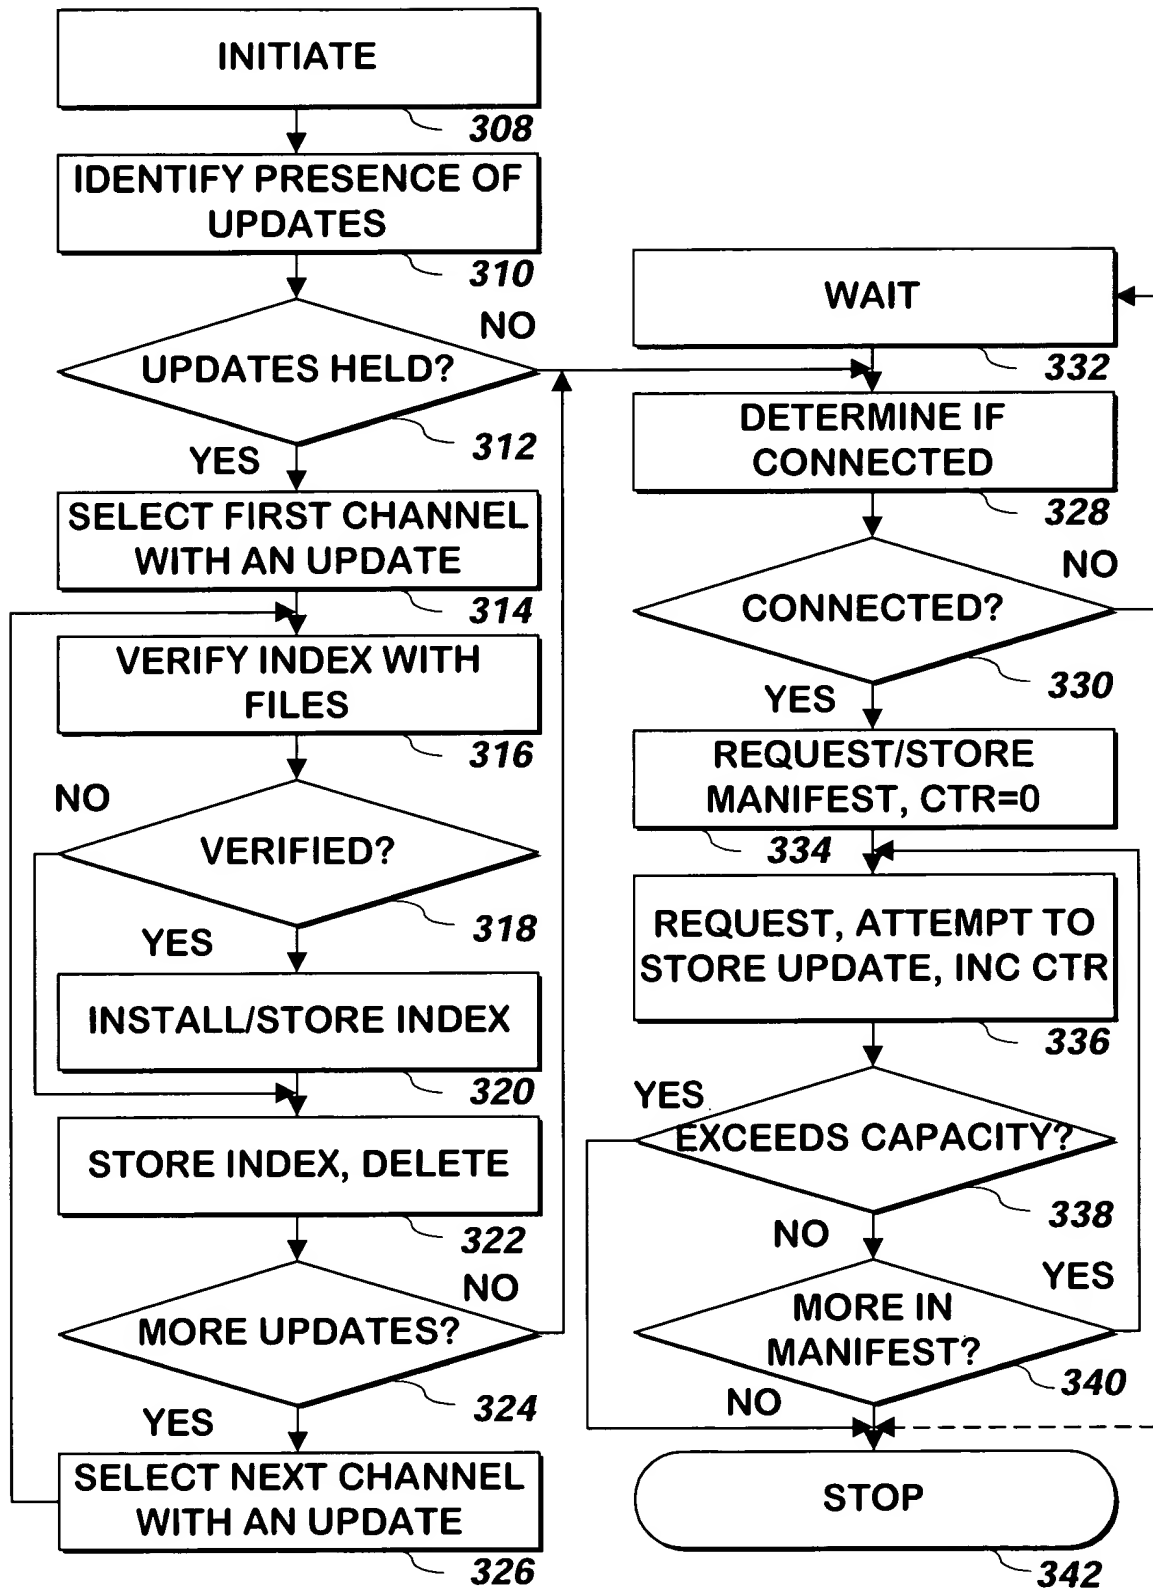 INITIATE
308
IDENTIFY PRESENCE OF
UPDATES
310
UPDATES HELD?
NO
312
YES
SELECT FIRST CHANNEL
WITH AN UPDATE
314
VERIFY INDEX WITH
FILES
316
NO
VERIFIED?
318
YES
INSTALL/STORE INDEX
320
STORE INDEX, DELETE
322
NO
MORE UPDATES?
324
YES
SELECT NEXT CHANNEL
WITH AN UPDATE
326
WAIT
332
DETERMINE IF
CONNECTED
328
NO
CONNECTED?
330
YES
REQUEST/STORE
MANIFEST, CTR=0
334
REQUEST, ATTEMPT TO
STORE UPDATE, INC CTR
336
YES
EXCEEDS CAPACITY?
338
NO
YES
MORE IN
MANIFEST?
340
NO
STOP
342